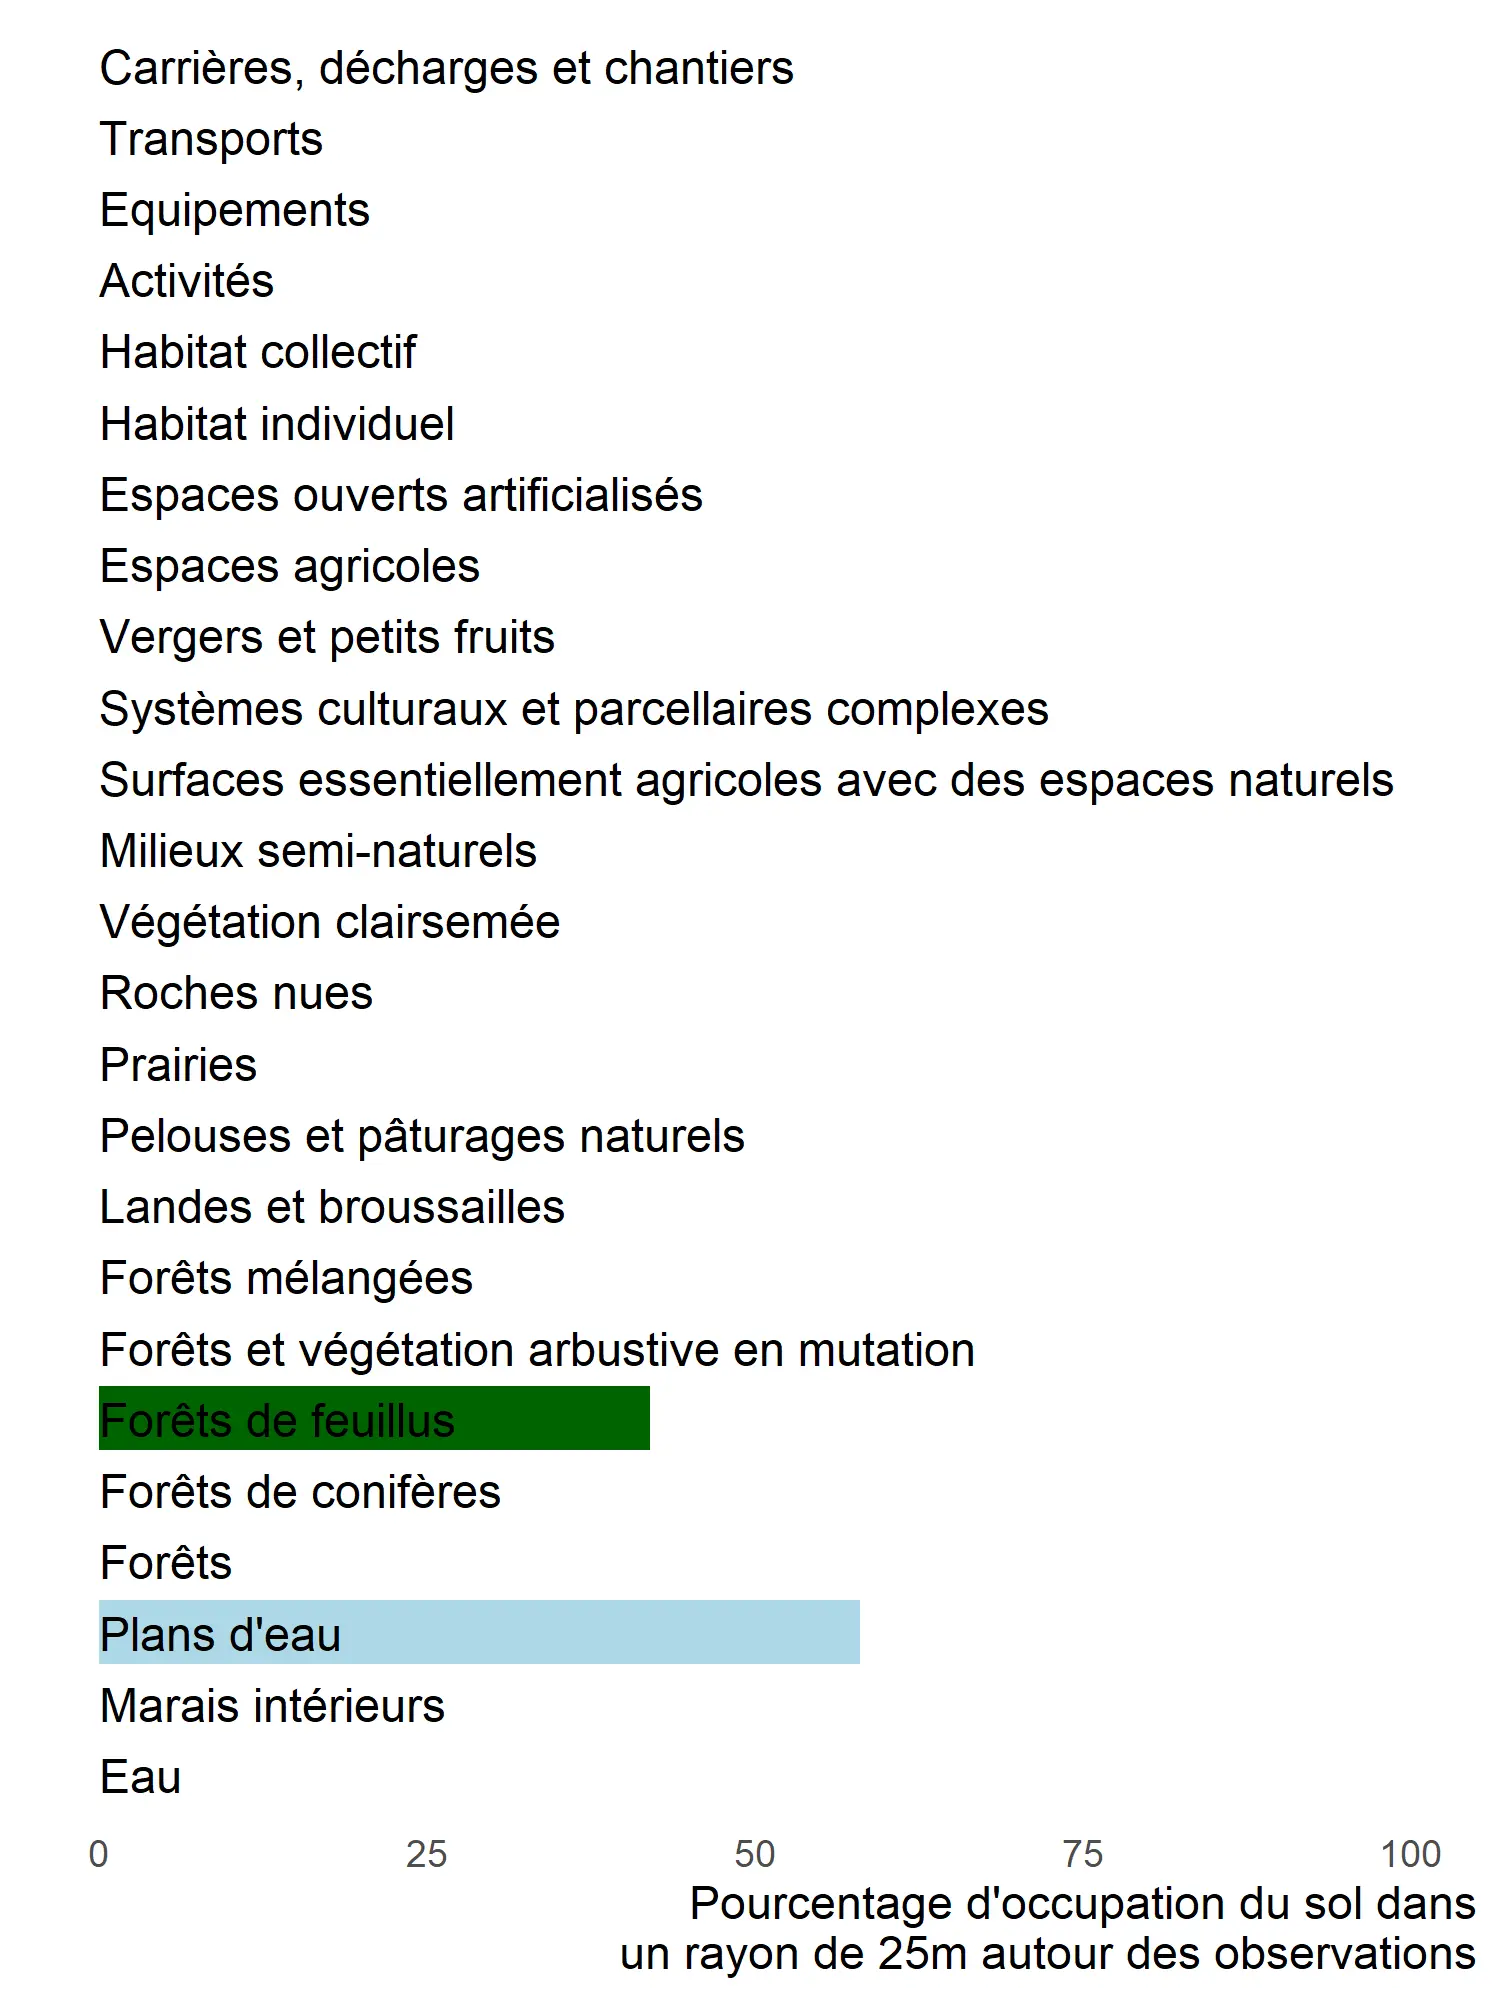 Carrières, décharges et chantiers
Transports
Equipements
Activités
Habitat collectif
Habitat individuel
Espaces ouverts artificialisés
Espaces agricoles
Vergers et petits fruits
Systèmes culturaux et parcellaires complexes
Surfaces essentiellement agricoles avec des espaces naturels
Milieux semi-naturels
Végétation clairsemée
Roches nues
Prairies
Pelouses et pâturages naturels
Landes et broussailles
Forêts mélangées
Forêts et végétation arbustive en mutation
Forêts de feuillus
Forêts de conifères
Forêts
Plans d'eau
Marais intérieurs
Eau
0 25 50 75 100
Pourcentage d'occupation du sol dans
un rayon de 25m autour des observations